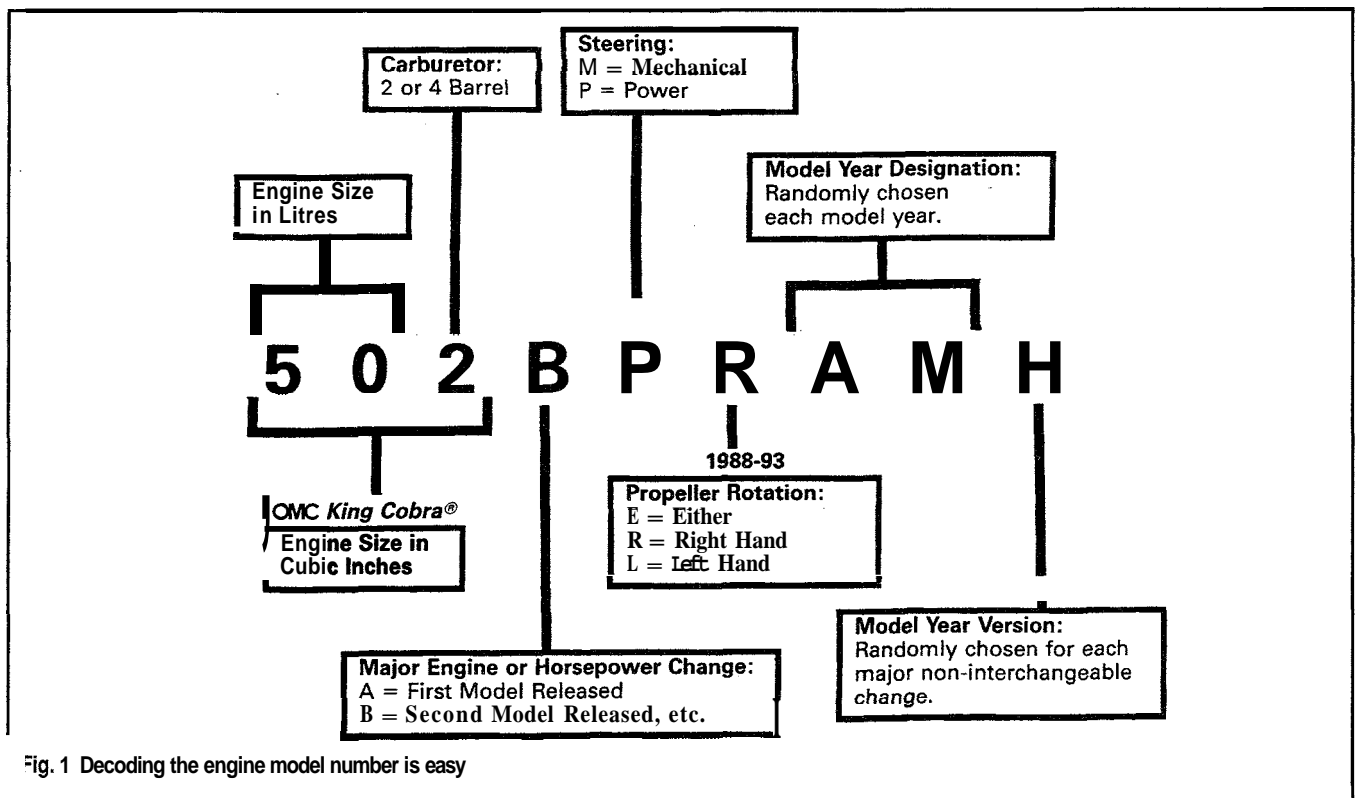 Steering:
M = Mechanical
P = Power
Carburetor:
2 or 4 Barrel
Model Year Designation:
Randomly chosen
each model year.
Engine Size
in Litres
5 0 2 B P R A M H
1988-93
Propeller Rotation:
E = Either
R = Right Hand
L = Left Hand
OMC King Cobra®
Engine Size in
Cubic Inches
Model Year Version:
Randomly chosen for each
major non-interchangeable
change.
Major Engine or Horsepower Change:
A = First Model Released
B = Second Model Released, etc.
Fig. 1 Decoding the engine model number is easy